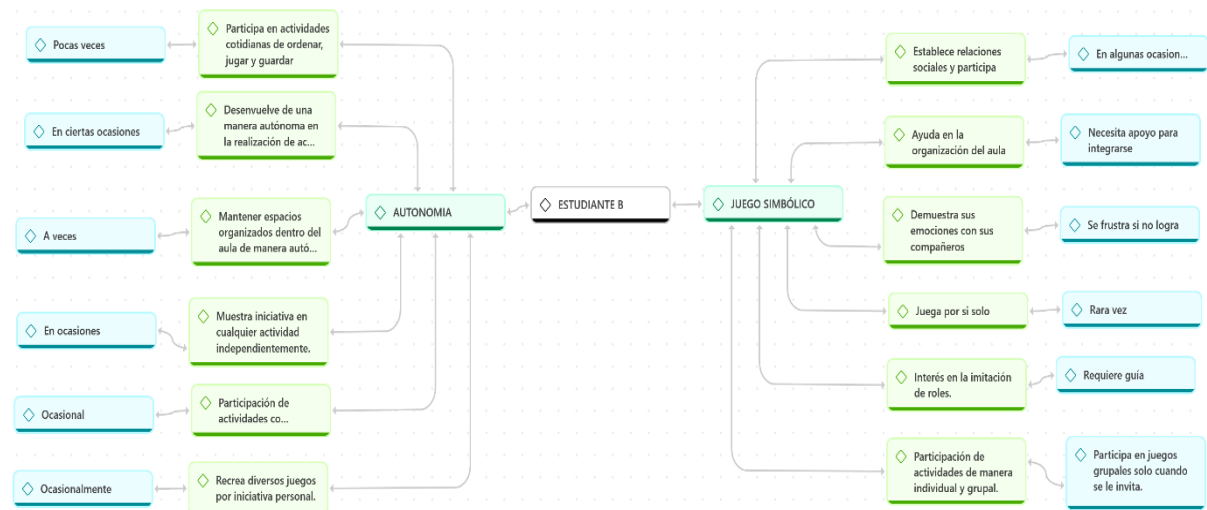 Pocas veces
Participa en actividades
cotidianas de ordenar,
jugar y guardar
En ciertas ocasiones
Desenvuelve de una
manera autónoma en
la realización de ac...
A veces
Mantener espacios
organizados dentro del
aula de manera autó...
En ocasiones
Muestra iniciativa en
cualquier actividad
independientemente.
Ocasional
Participación de
actividades co...
Ocasionalmente
Recrea diversos juegos
por iniciativa personal.
AUTONOMIA
ESTUDIANTE B
JUEGO SIMBÓLICO
Establece relaciones
sociales y participa
En algunas ocasion...
Ayuda en la
organización del aula
Necesita apoyo para
integrarse
Demuestra sus
emociones con sus
compañeros
Se frustra si no logra
Juega por si solo
Rara vez
Interés en la imitación
de roles.
Requiere guía
Participación de
actividades de manera
individual y grupal.
Participa en juegos
grupales solo cuando
se le invita.